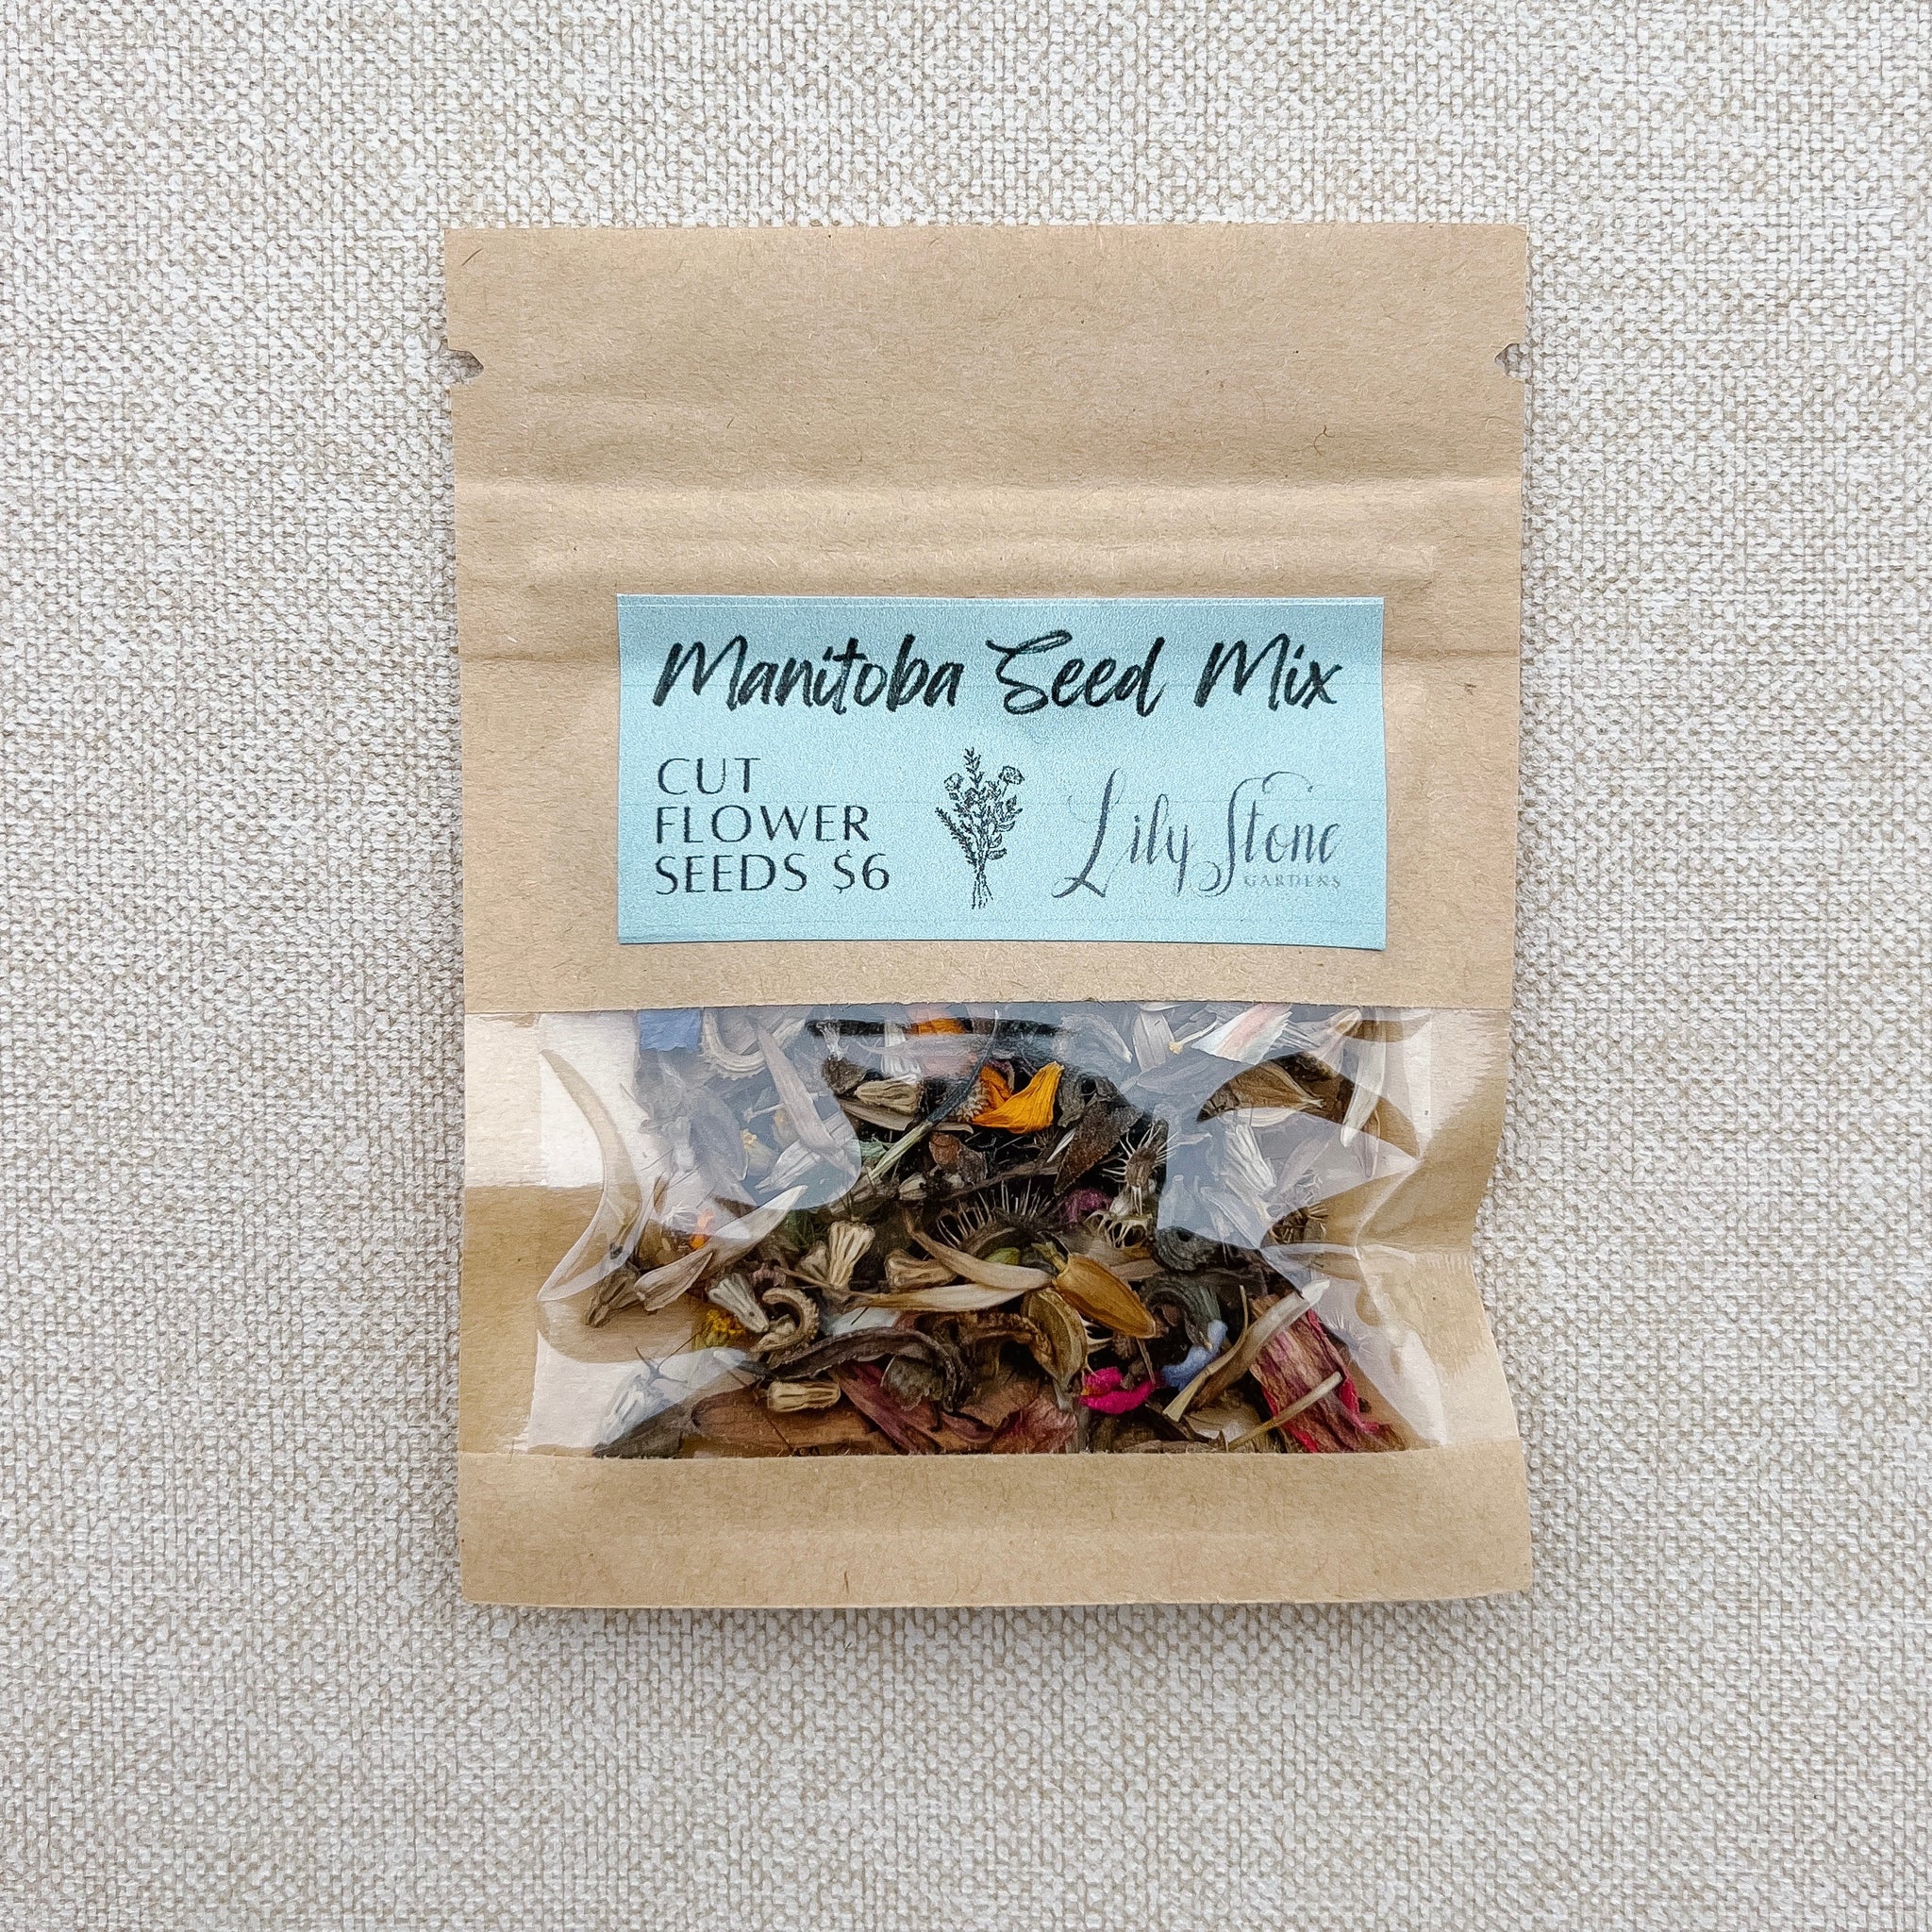 Manitoba Seed Mix
CUT
FLOWER
SEEDS $6
Lily Stone
GARDENS